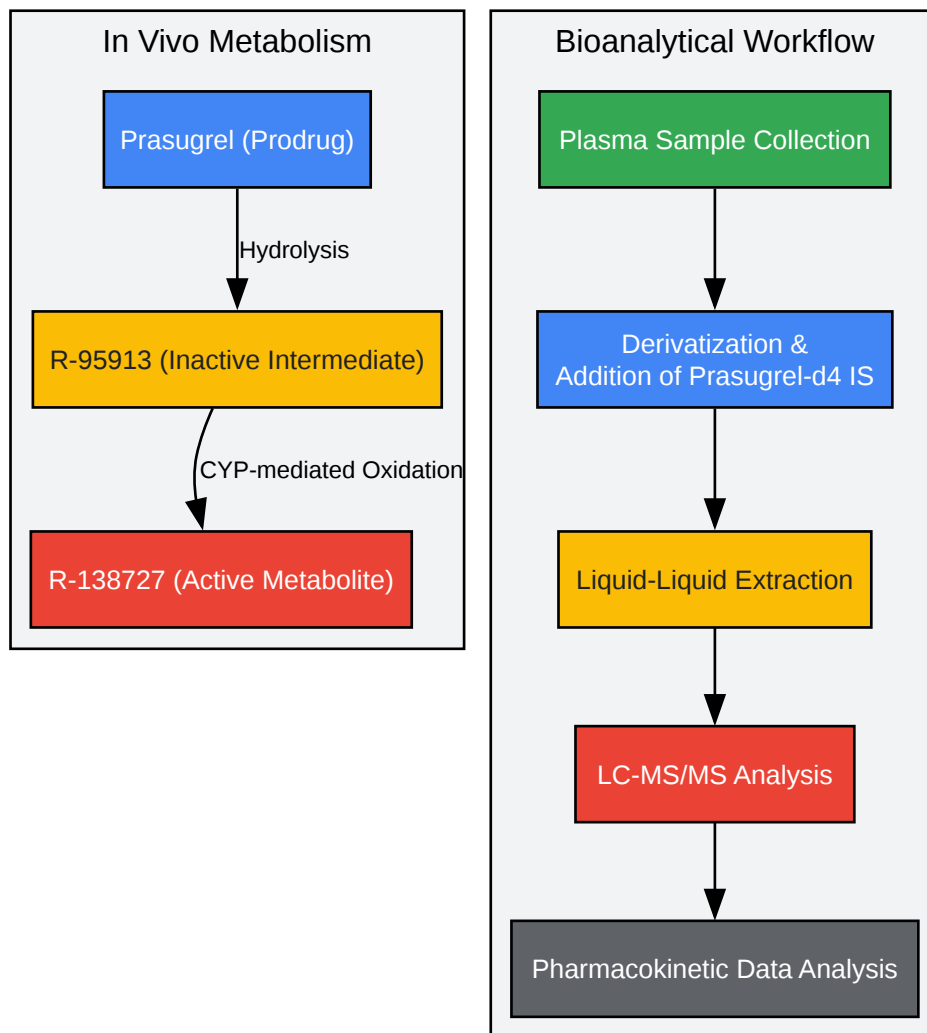 In Vivo Metabolism
Prasugrel (Prodrug)
Hydrolysis
R-95913 (Inactive Intermediate)
CYP-mediated Oxidation
R-138727 (Active Metabolite)
Bioanalytical Workflow
Plasma Sample Collection
Derivatization &
Addition of Prasugrel-d4 IS
Liquid-Liquid Extraction
LC-MS/MS Analysis
Pharmacokinetic Data Analysis